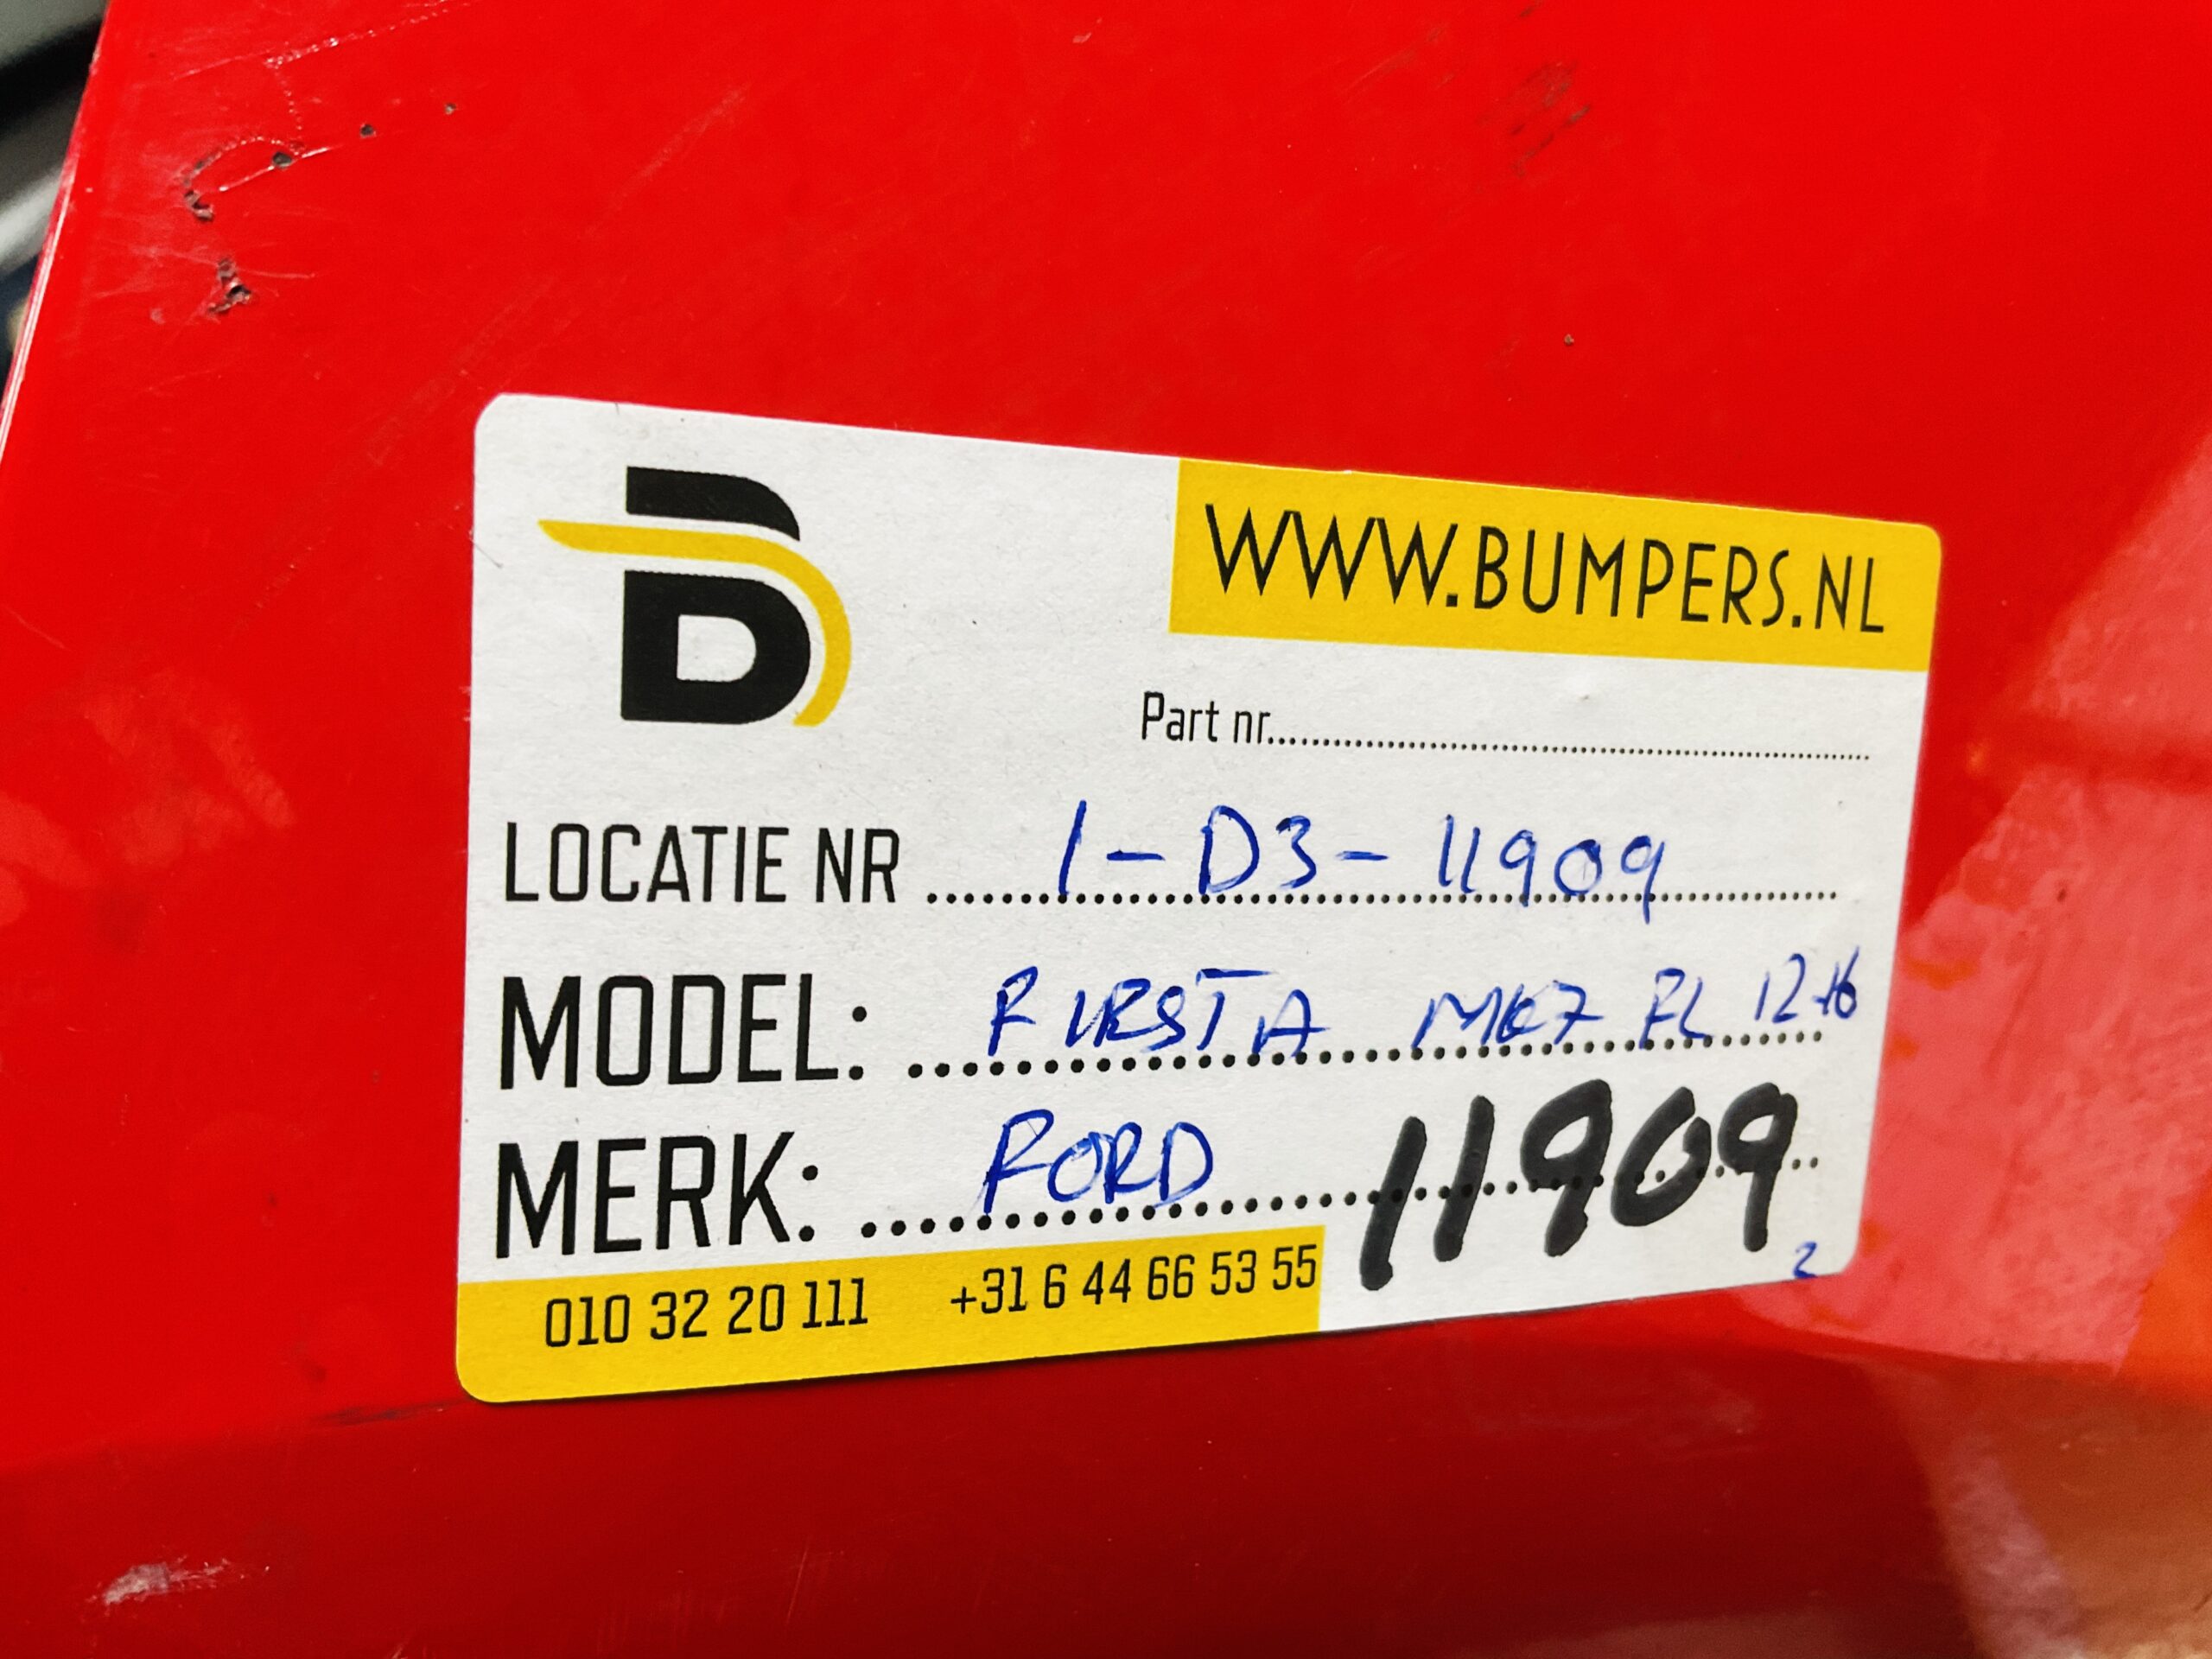 WWW.BUMPERS.NL
Part nr.
LOCATIE NR 1-D3-11909
MODEL: FIESTA MK7 FL 12-16
MERK: FORD 11909
010 32 20 111 +31 6 44 66 53 55
2